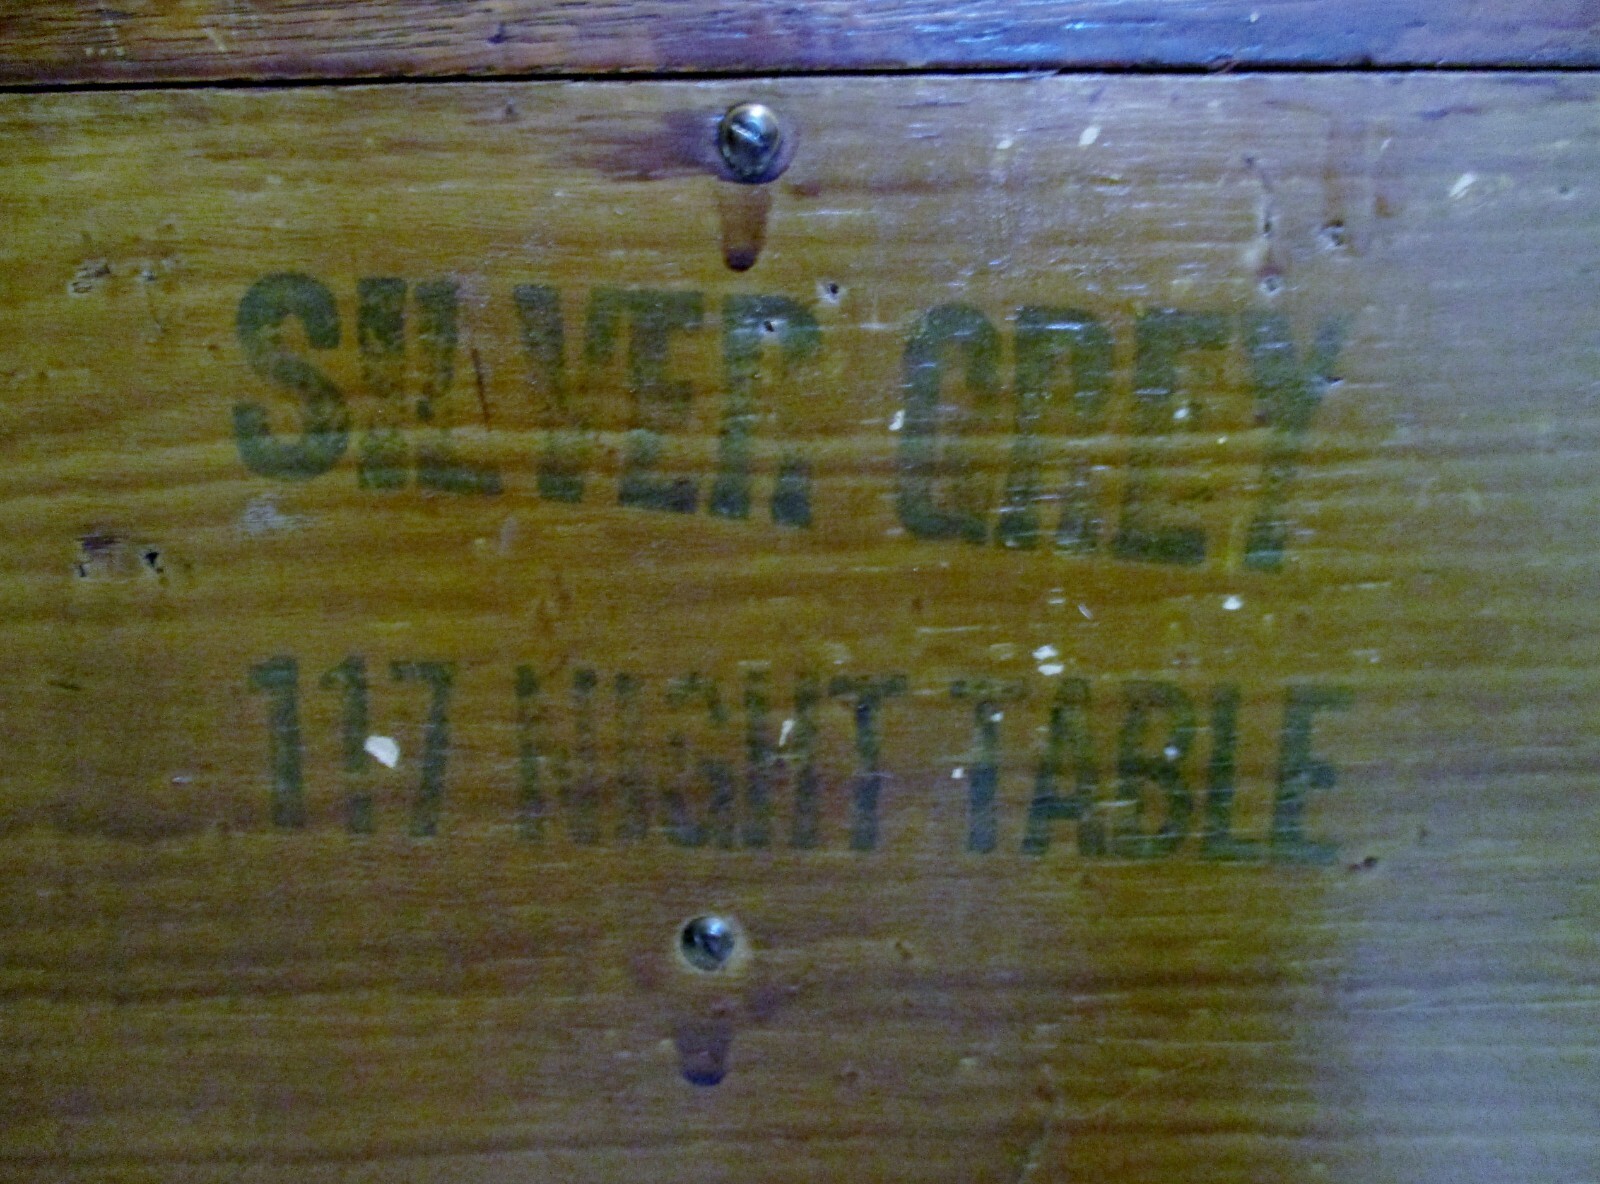 SILVER GREY
117 NIGHT TABLE